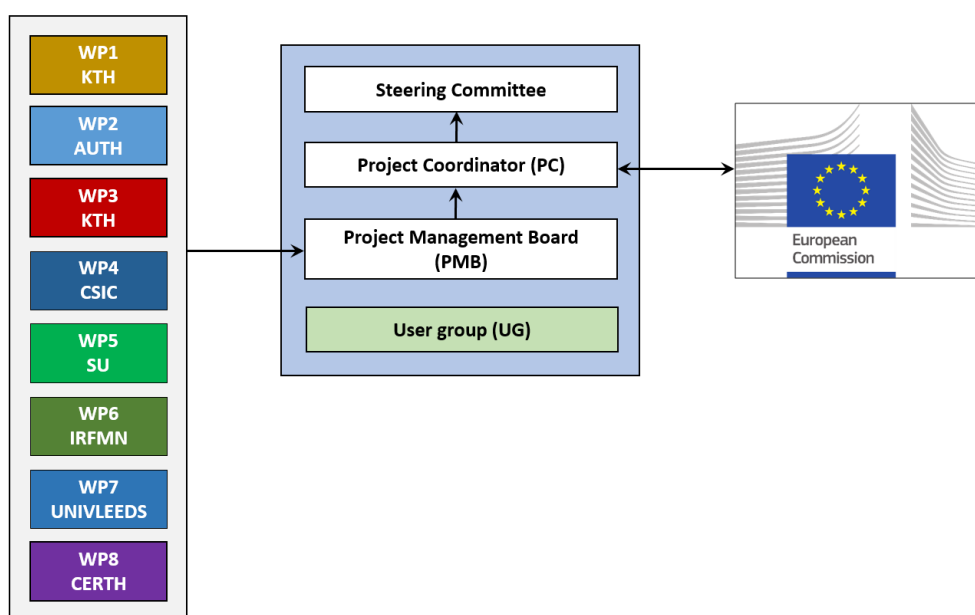 WP1
KTH
WP2
AUTH
WP3
KTH
WP4
CSIC
WP5
SU
WP6
IRFMN
WP7
UNIVLEEDS
WP8
CERTH
Steering Committee
Project Coordinator (PC)
Project Management Board
(PMB)
User group (UG)
European
Commission